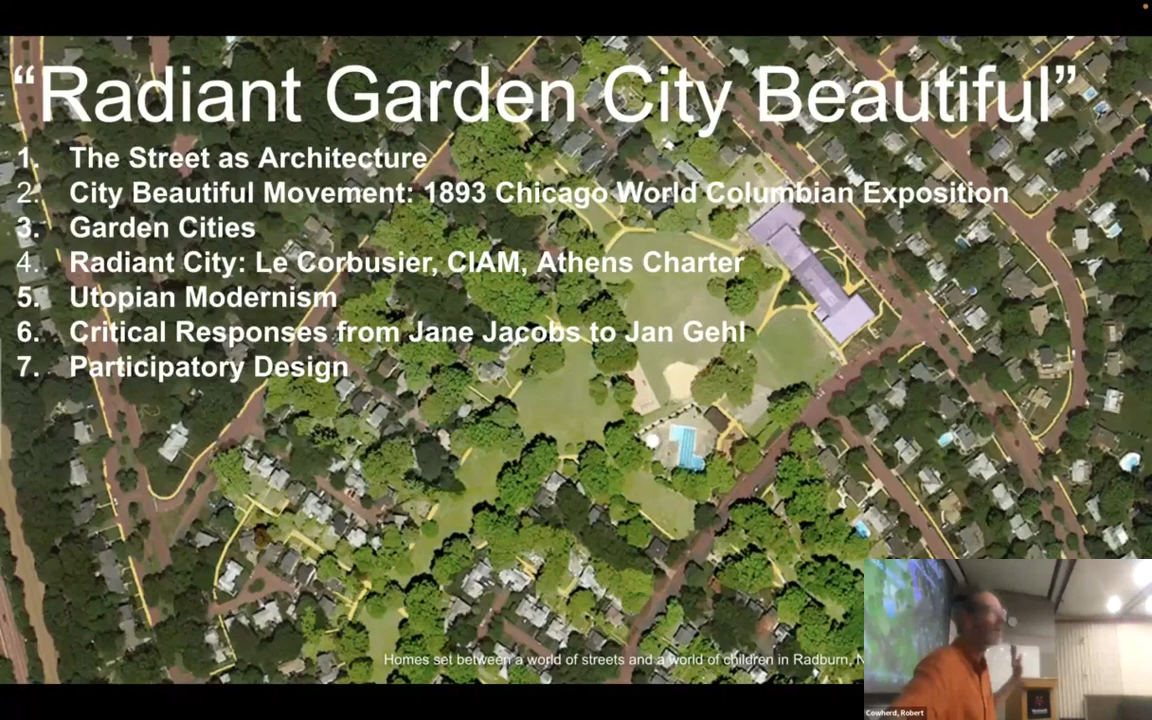 “Radiant Garden City Beautiful”
1. The Street as Architecture
2. City Beautiful Movement: 1893 Chicago World Columbian Exposition
3. Garden Cities
4. Radiant City: Le Corbusier, CIAM, Athens Charter
5. Utopian Modernism
6. Critical Responses from Jane Jacobs to Jan Gehl
7. Participatory Design
Homes set between a world of streets and a world of children in Radburn, N
Cowherd, Robert